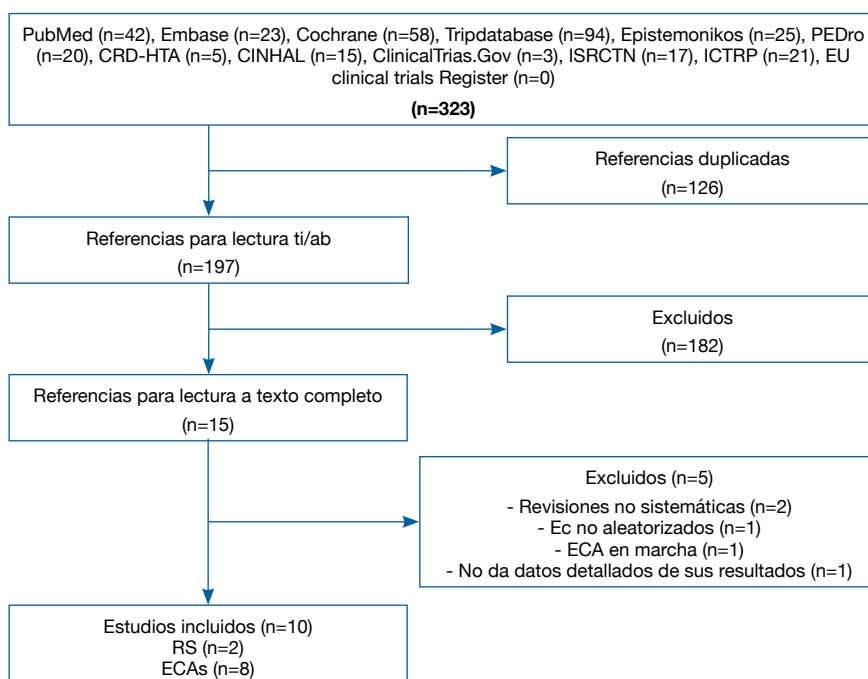 PubMed (n=42), Embase (n=23), Cochrane (n=58), Tripdatabase (n=94), Epistemonikos (n=25), PEDro
(n=20), CRD-HTA (n=5), CINHAL (n=15), ClinicalTrias.Gov (n=3), ISRCTN (n=17), ICTRP (n=21), EU
clinical trials Register (n=0)
(n=323)
Referencias duplicadas
(n=126)
Referencias para lectura ti/ab
(n=197)
Excluidos
(n=182)
Referencias para lectura a texto completo
(n=15)
Excluidos (n=5)
- Revisiones no sistemáticas (n=2)
- Ec no aleatorizados (n=1)
- ECA en marcha (n=1)
- No da datos detallados de sus resultados (n=1)
Estudios incluidos (n=10)
RS (n=2)
ECAs (n=8)